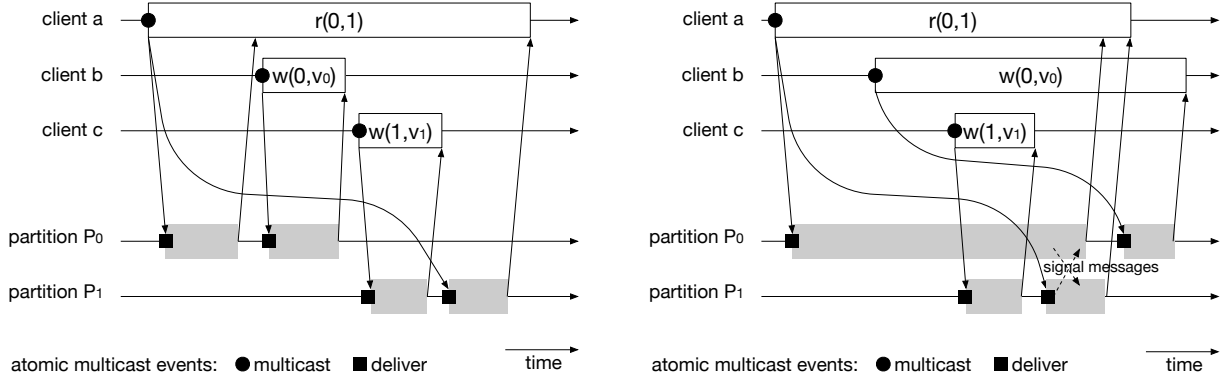 client a r(0,1)
client b w(0,v0)
client c w(1,v1)
partition P0
partition P1
atomic multicast events: multicast deliver time
client a r(0,1)
client b w(0,v0)
client c w(1,v1)
partition P0
signal messages
partition P1
atomic multicast events: multicast deliver time